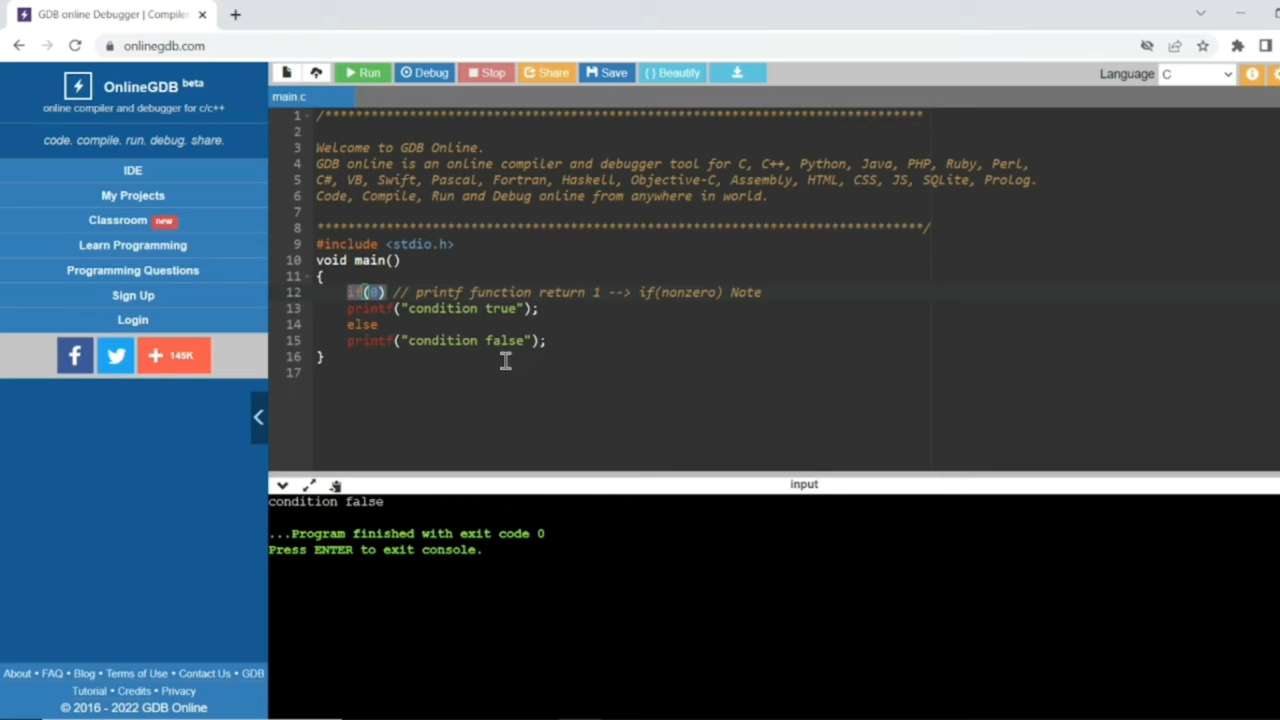 GDB online Debugger | Compiler
onlinegdb.com
OnlineGDB beta
online compiler and debugger for c/c++
code. compile. run. debug. share.
IDE
My Projects
Classroom new
Learn Programming
Programming Questions
Sign Up
Login
145K
About • FAQ • Blog • Terms of Use • Contact Us • GDB
Tutorial • Credits • Privacy
© 2016 - 2022 GDB Online
Run Debug Stop Share Save {} Beautify
Language C
main.c
1 /******************************************************************************
2
3 Welcome to GDB Online.
4 GDB online is an online compiler and debugger tool for C, C++, Python, Java, PHP, Ruby, Perl,
5 C#, VB, Swift, Pascal, Fortran, Haskell, Objective-C, Assembly, HTML, CSS, JS, SQLite, Prolog.
6 Code, Compile, Run and Debug online from anywhere in world.
7
8 *******************************************************************************/
9 #include <stdio.h>
10 void main()
11 {
12 if(0) // printf function return 1 --> if(nonzero) Note
13 printf("condition true");
14 else
15 printf("condition false");
16 }
17
input
condition false
...Program finished with exit code 0
Press ENTER to exit console.